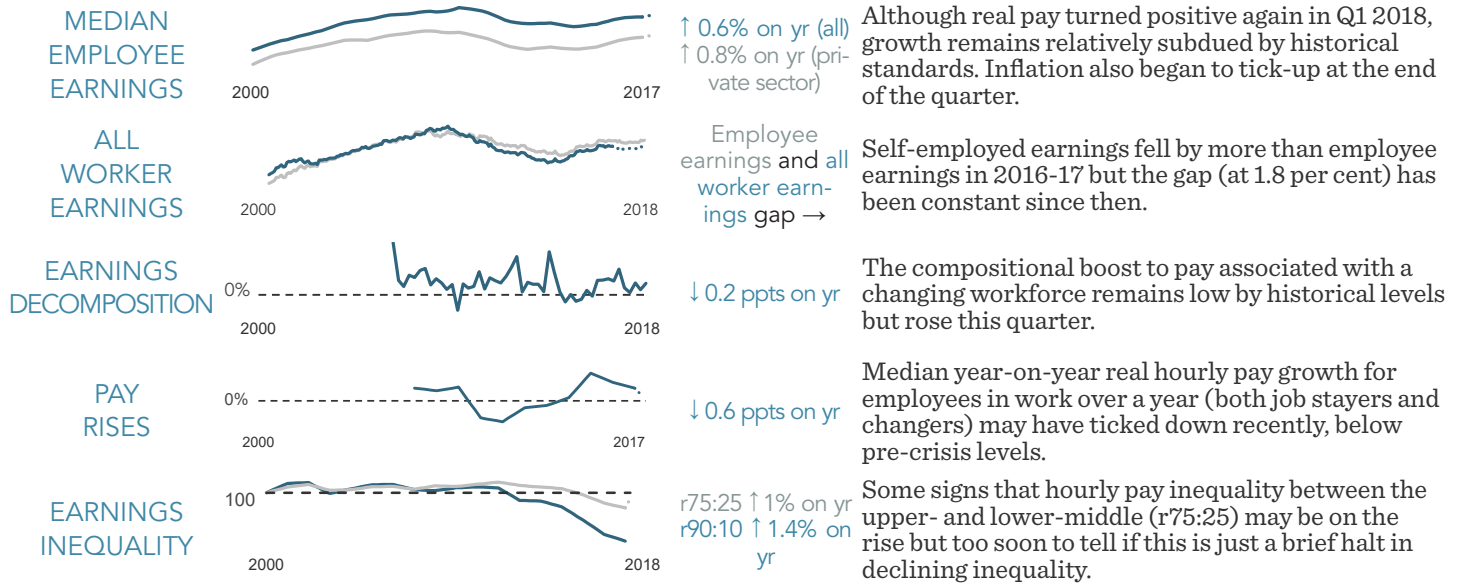 MEDIAN
EMPLOYEE
EARNINGS
2000
2017
↑ 0.6% on yr (all)
↑ 0.8% on yr (pri-
vate sector)
Although real pay turned positive again in Q1 2018,
growth remains relatively subdued by historical
standards. Inflation also began to tick-up at the end
of the quarter.
ALL
WORKER
EARNINGS
2000
2018
Employee
earnings and all
worker earn-
ings gap →
Self-employed earnings fell by more than employee
earnings in 2016-17 but the gap (at 1.8 per cent) has
been constant since then.
EARNINGS
DECOMPOSITION
0%
2000
2018
↓ 0.2 ppts on yr
The compositional boost to pay associated with a
changing workforce remains low by historical levels
but rose this quarter.
PAY
RISES
0%
2000
2017
↓ 0.6 ppts on yr
Median year-on-year real hourly pay growth for
employees in work over a year (both job stayers and
changers) may have ticked down recently, below
pre-crisis levels.
EARNINGS
INEQUALITY
100
2000
2018
r75:25 ↑ 1% on yr
r90:10 ↑ 1.4% on
yr
Some signs that hourly pay inequality between the
upper- and lower-middle (r75:25) may be on the
rise but too soon to tell if this is just a brief halt in
declining inequality.